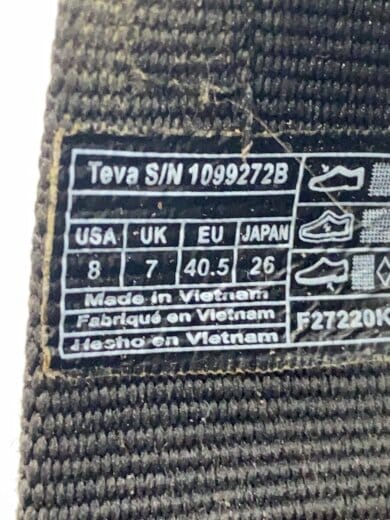 Teva S/N 1099272B
USA UK EU JAPAN
8 7 40.5 26
Made in Vietnam
Fabriqué en Vietnam
Hecho en Vietnam
F27220K